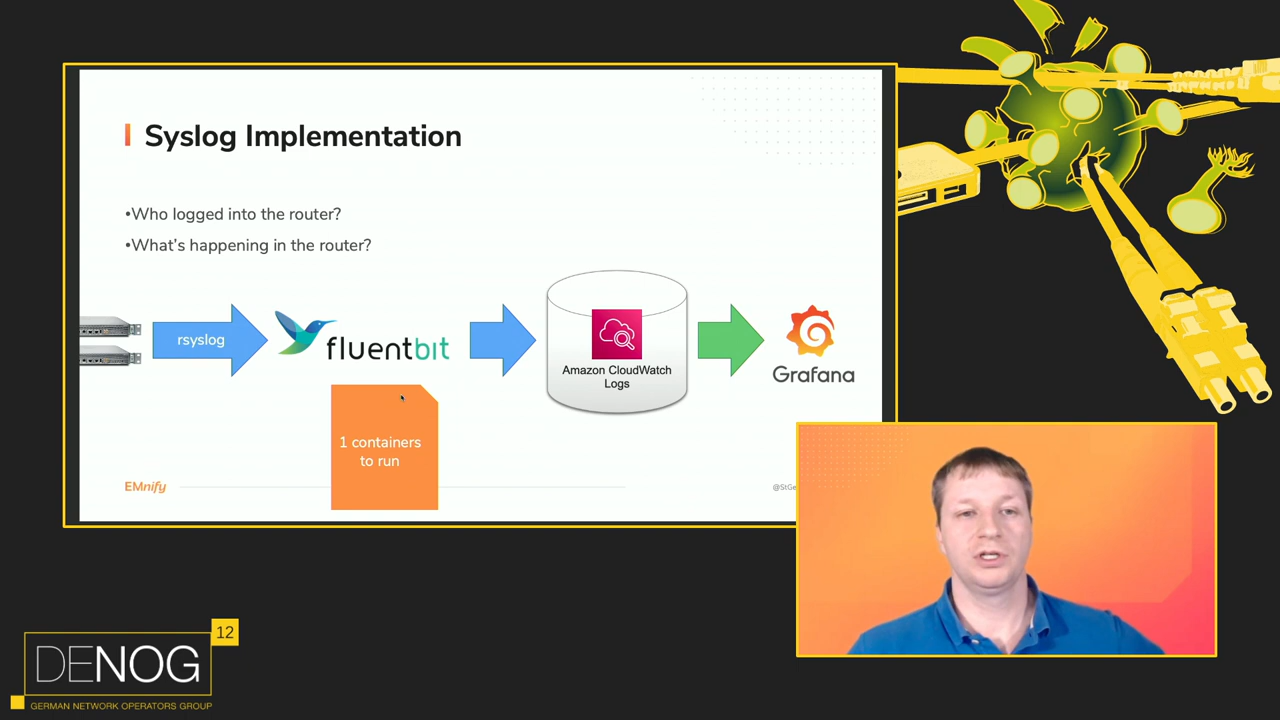 Syslog Implementation
•Who logged into the router?
•What's happening in the router?
rsyslog
fluentbit
Amazon CloudWatch
Logs
Grafana
1 containers
to run
EMnify
@StGe
12
DENOG
GERMAN NETWORK OPERATORS GROUP